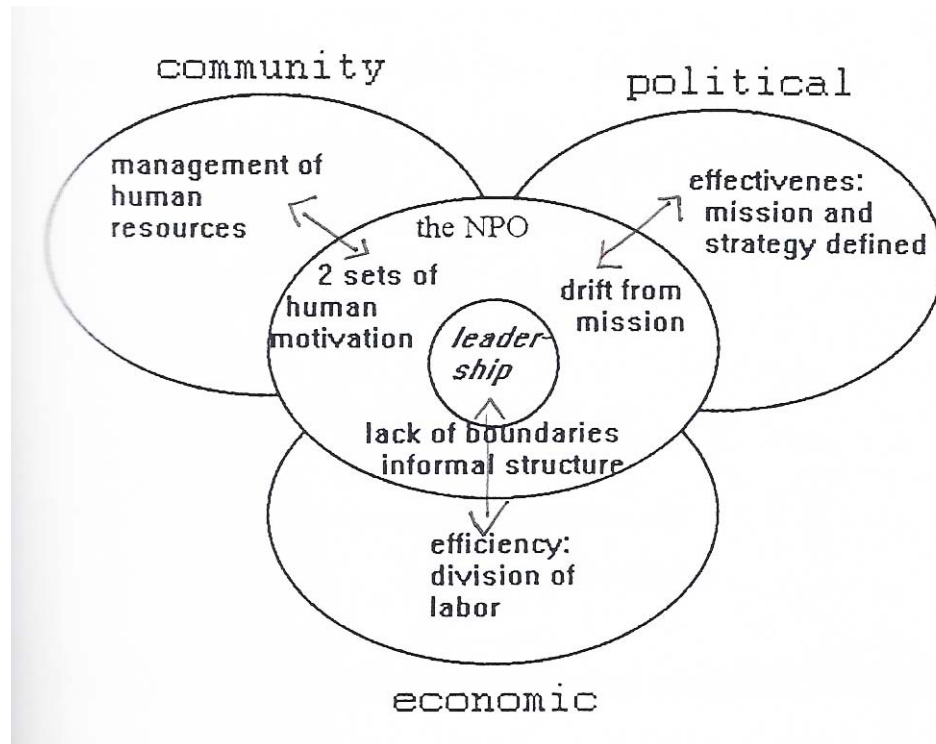 community
political
management of
human
resources
effectivenes:
mission and
strategy defined
the NPO
2 sets of
human
motivation
drift from
mission
leader-
ship
lack of boundaries
informal structure
efficiency:
division of
labor
economic